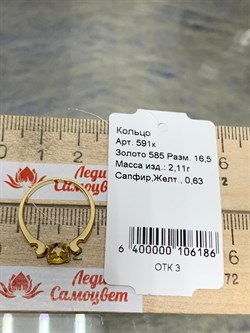 Леди
Самоцвет
Кольцо
Арт. 591к
Золото 585 Разм. 16,5
Масса изд.: 2,11г
Сапфир,Желт., 0,63
6 400000 106186
ОТК 3
Леди
Самоцвет